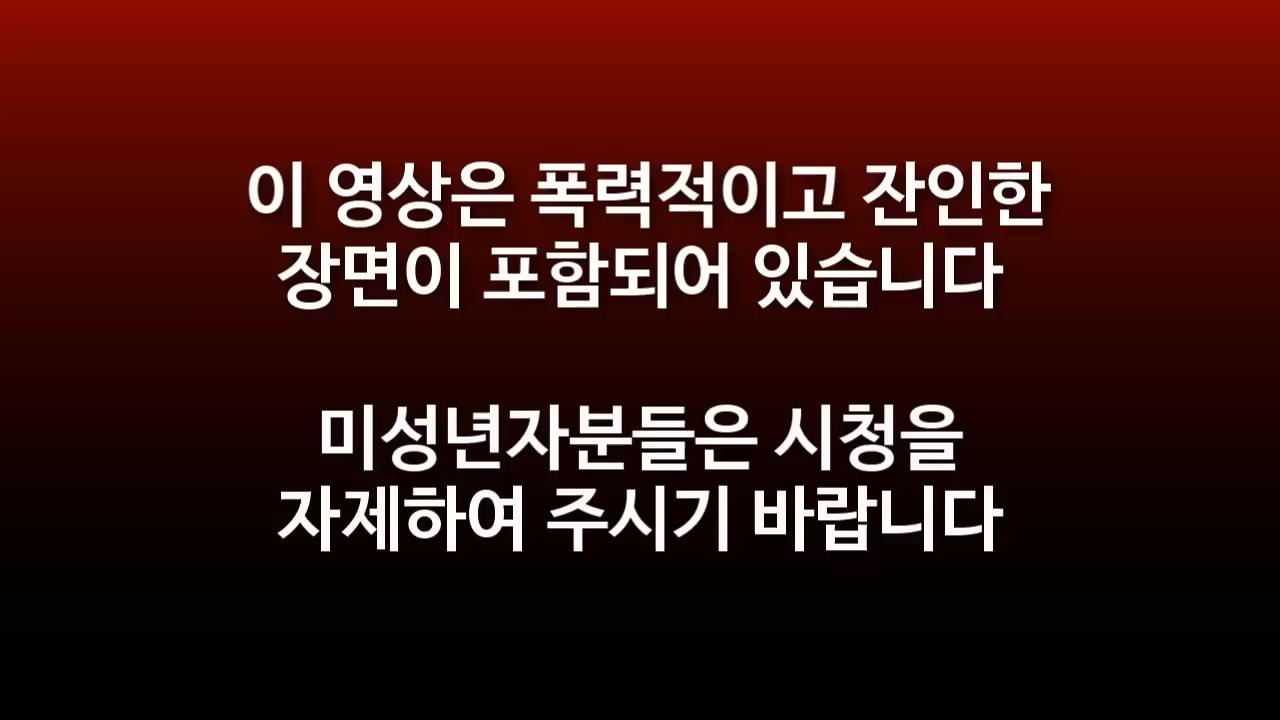 이 영상은 폭력적이고 잔인한
장면이 포함되어 있습니다
미성년자분들은 시청을
자제하여 주시기 바랍니다